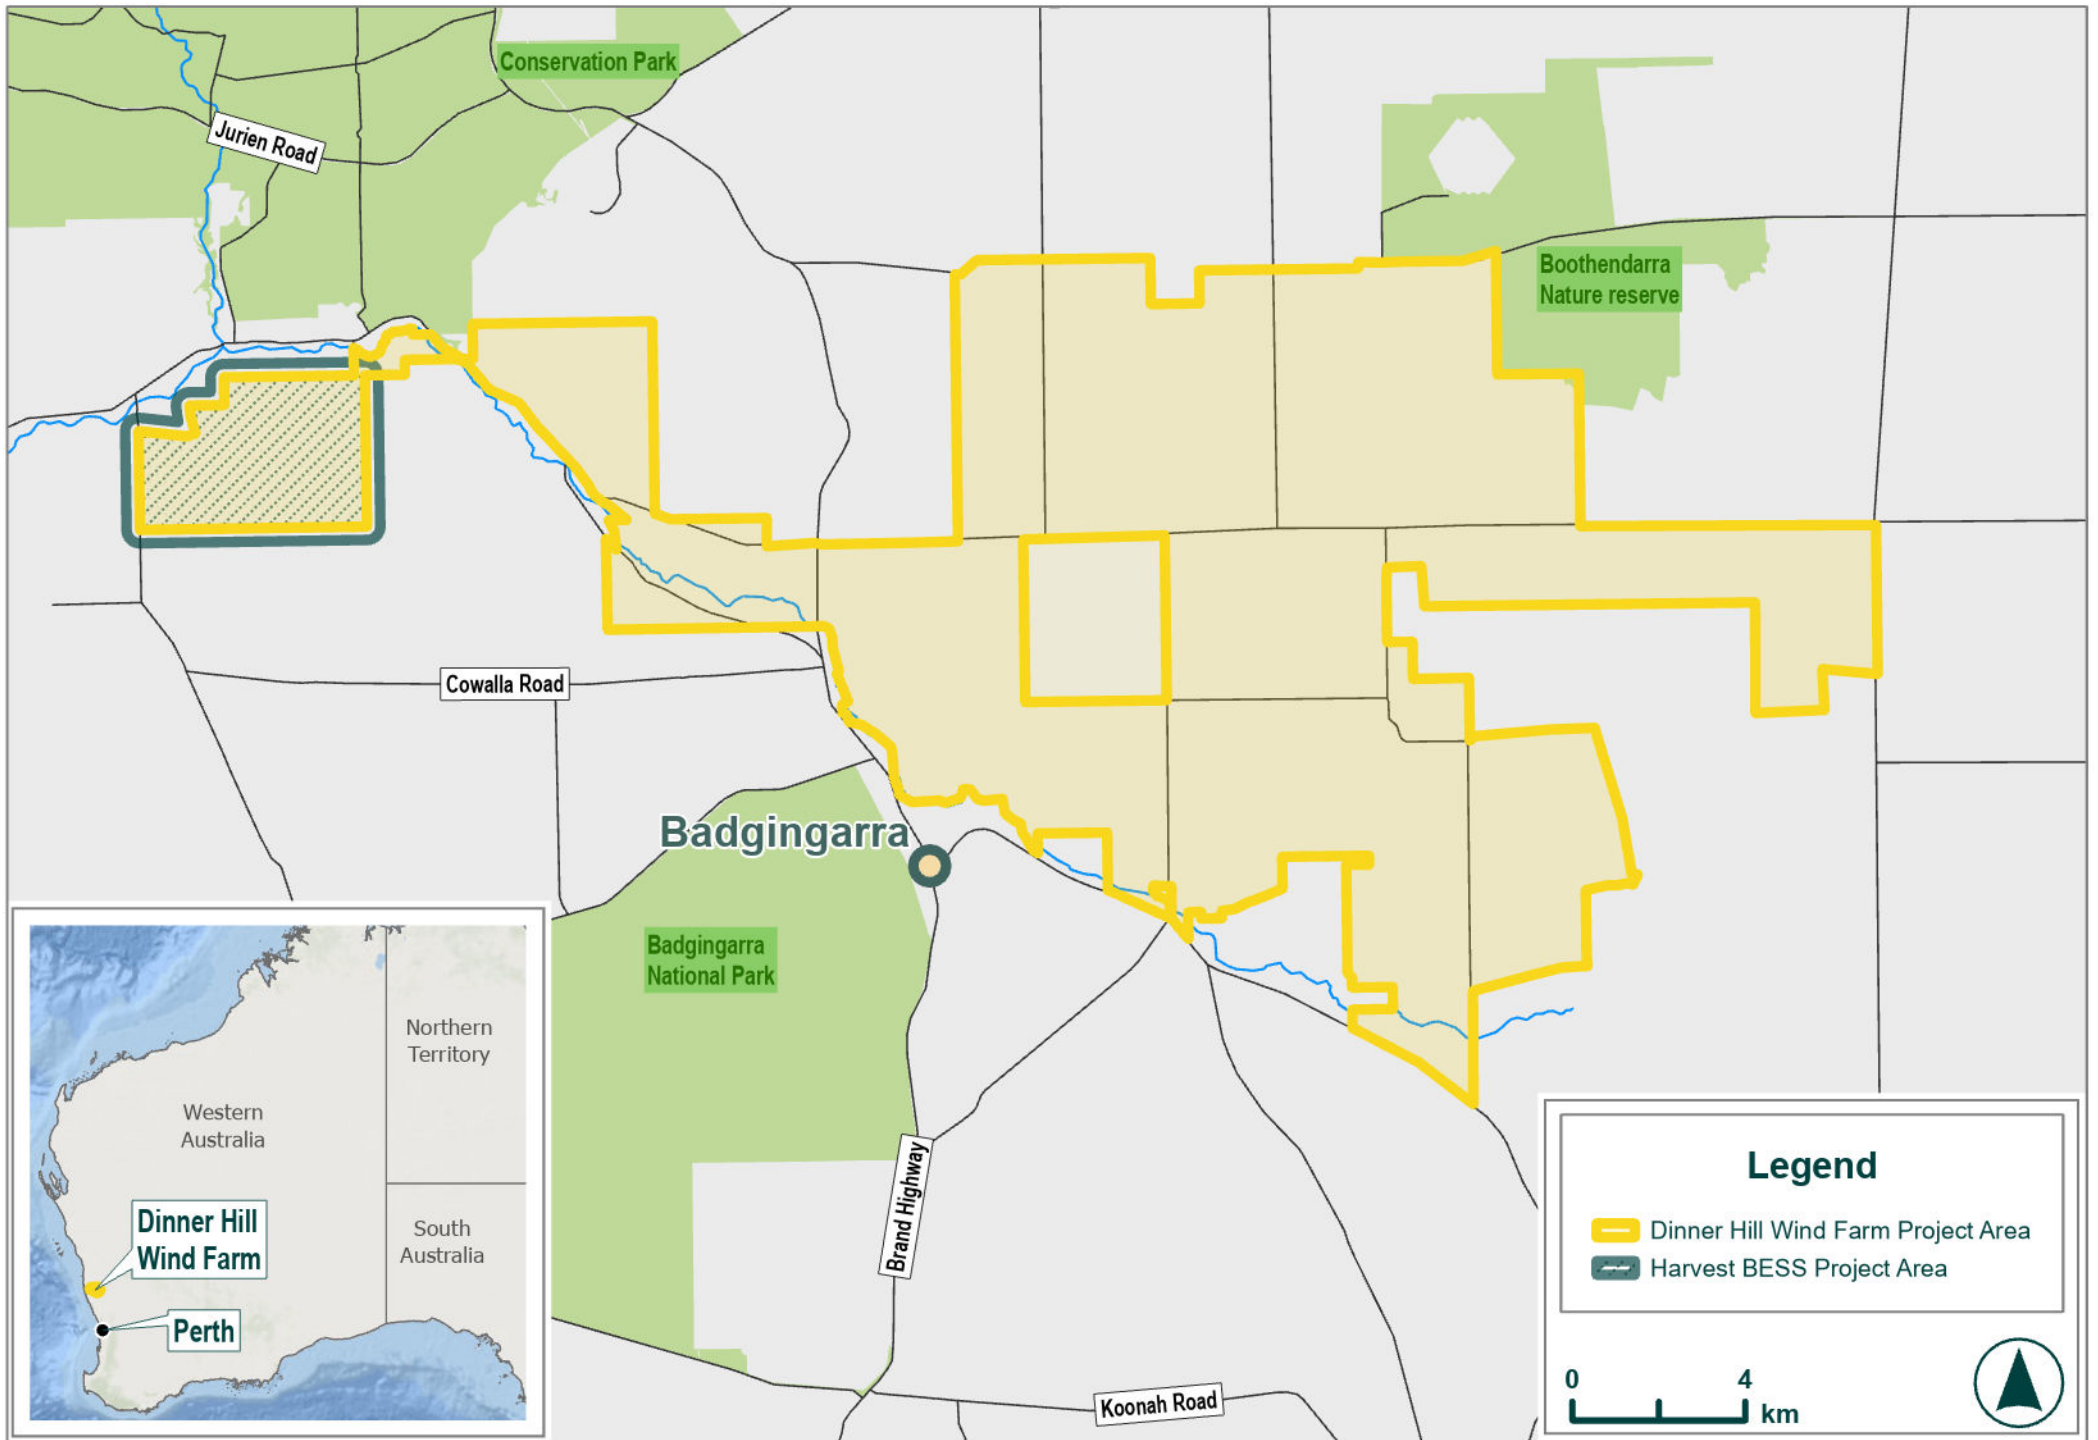 Conservation Park
Jurien Road
Boothendarra
Nature reserve
Cowalla Road
Badgingarra
Badgingarra
National Park
Brand Highway
Koonah Road
Northern
Territory
Western
Australia
South
Australia
Dinner Hill
Wind Farm
Perth
Legend
Dinner Hill Wind Farm Project Area
Harvest BESS Project Area
0 4
km